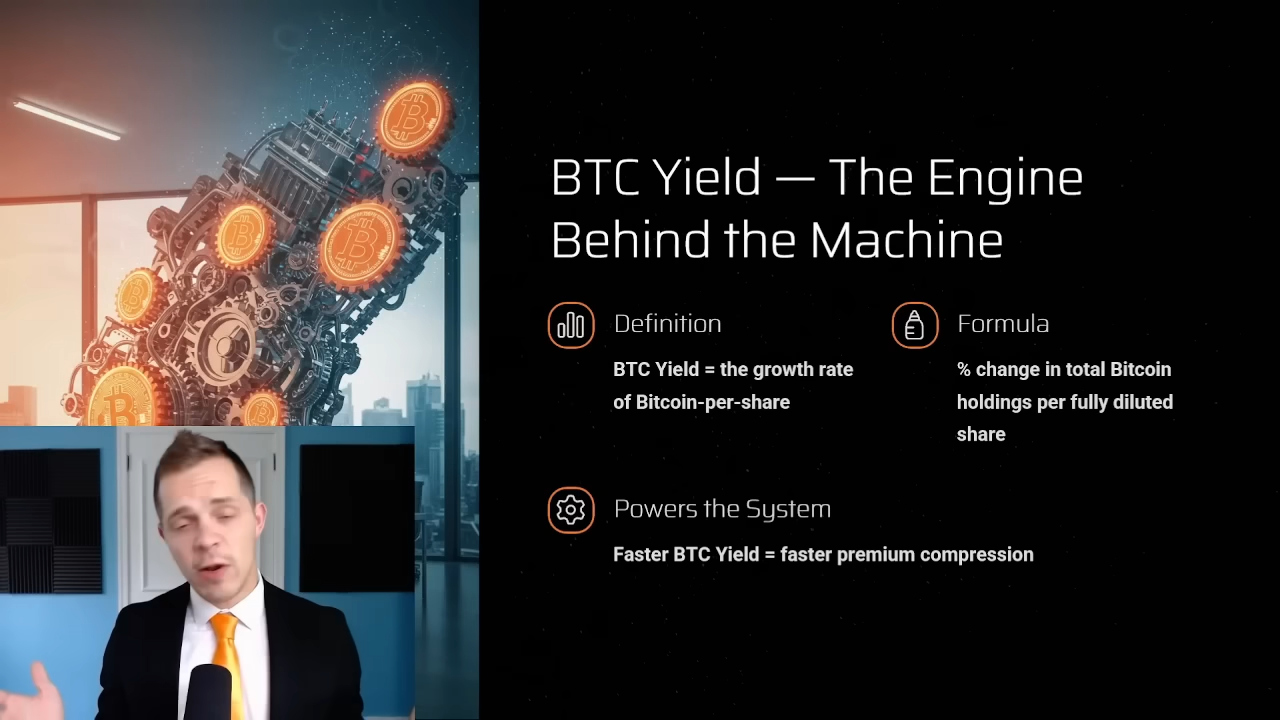 BTC Yield — The Engine
Behind the Machine
Definition
BTC Yield = the growth rate
of Bitcoin-per-share
Formula
% change in total Bitcoin
holdings per fully diluted
share
Powers the System
Faster BTC Yield = faster premium compression